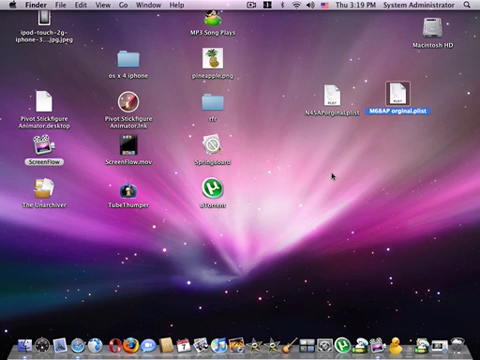 Finder File Edit View Go Window Help
Thu 3:19 PM System Administrator
ipod-touch-2g-
iphone-3...jpg.jpeg
MP3 Song Plays
Macintosh HD
os x 4 iphone
pineapple.png
N45AP orginal.plist
M68AP orginal.plist
Pivot Stickfigure
Animator.desktop
Pivot Stickfigure
Animator.lnk
ScreenFlow
ScreenFlow.mov
Springboard
The Unarchiver
TubeThumper
uTorrent